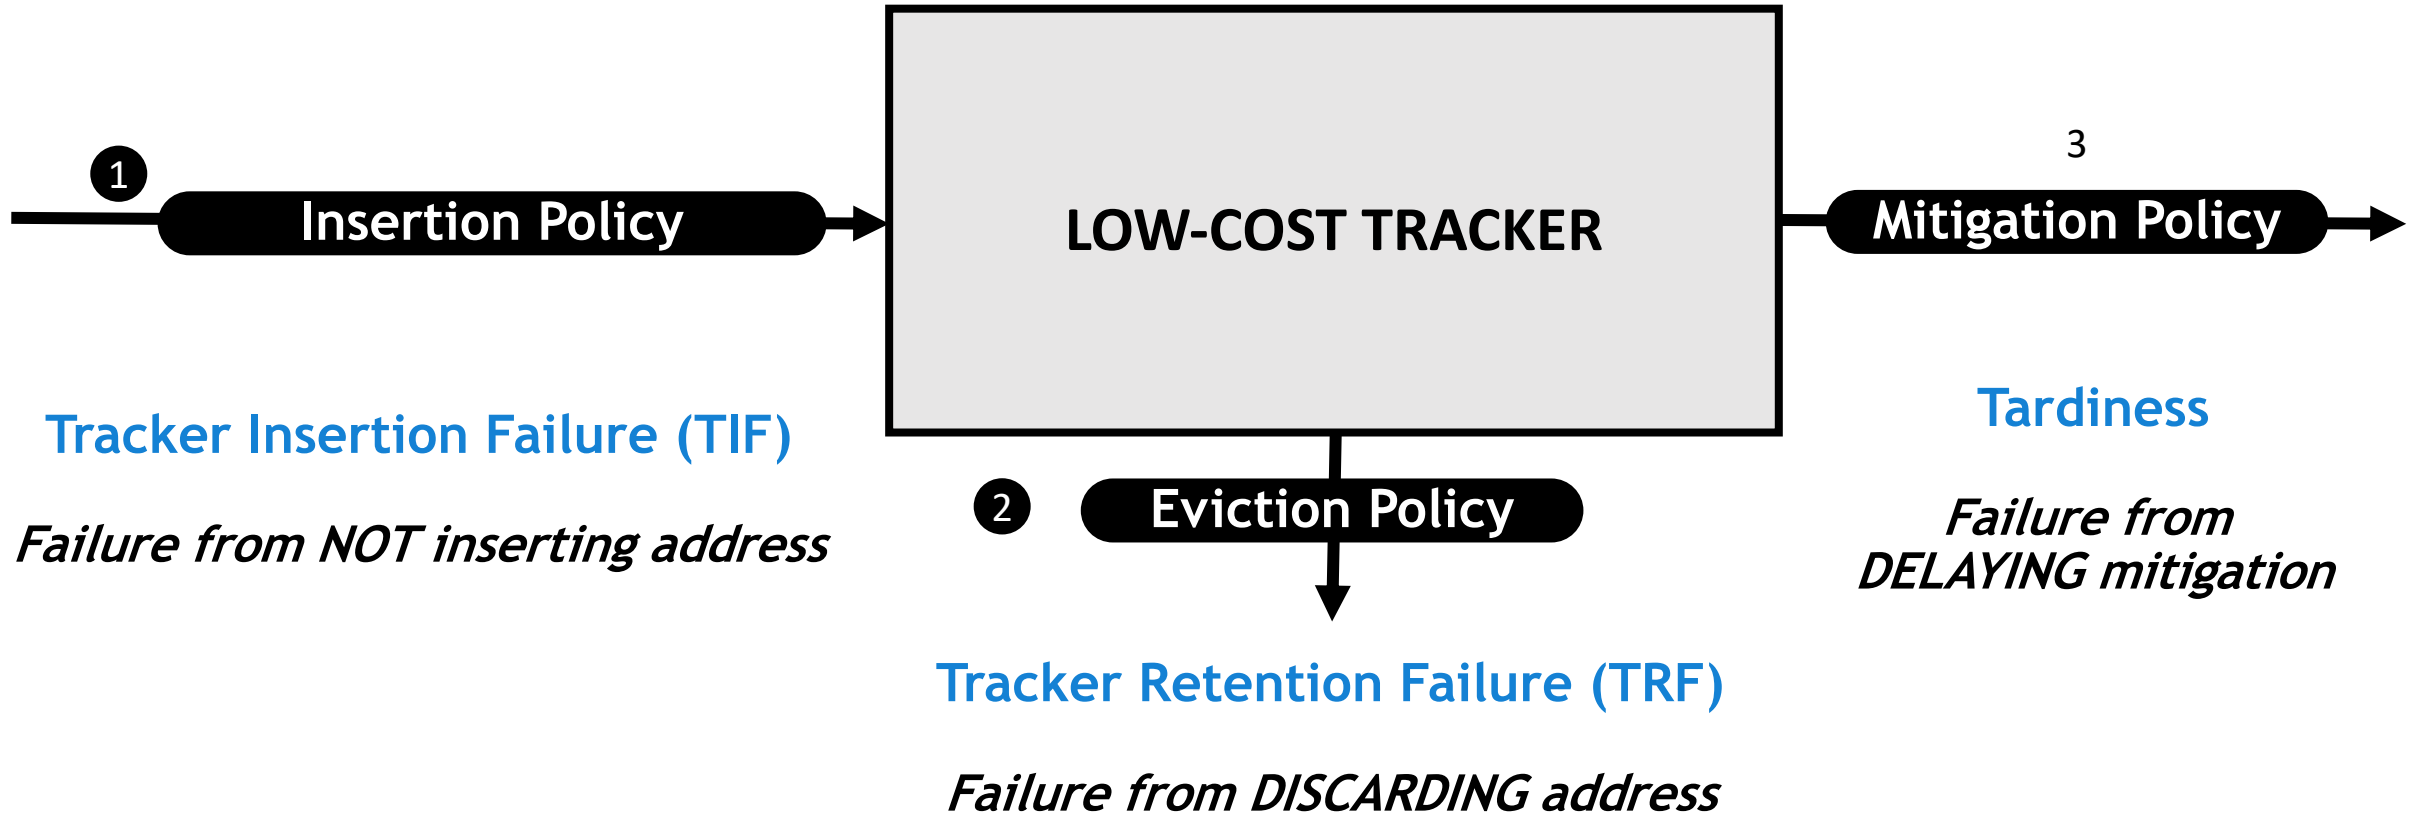 1
Insertion Policy
LOW-COST TRACKER
3
Mitigation Policy
Tracker Insertion Failure (TIF)
Failure from NOT inserting address
2
Eviction Policy
Tracker Retention Failure (TRF)
Failure from DISCARDING address
Tardiness
Failure from
DELAYING mitigation